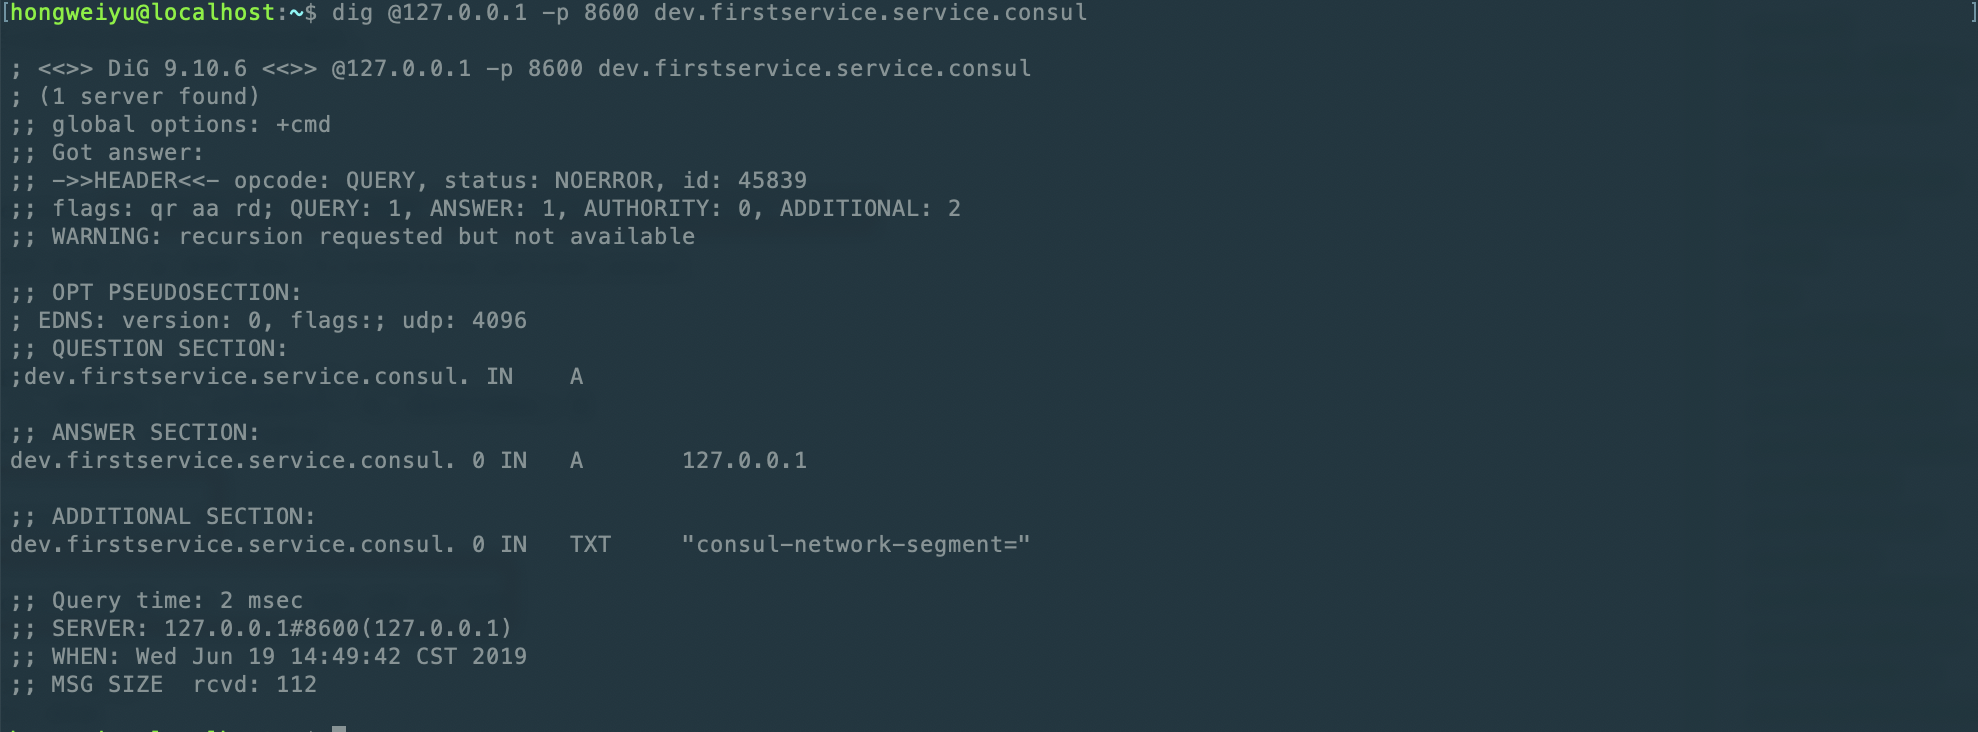 [hongweiyu@localhost:~$ dig @127.0.0.1 -p 8600 dev.firstservice.service.consul ]
; <<>> DiG 9.10.6 <<>> @127.0.0.1 -p 8600 dev.firstservice.service.consul
; (1 server found)
;; global options: +cmd
;; Got answer:
;; ->>HEADER<<- opcode: QUERY, status: NOERROR, id: 45839
;; flags: qr aa rd; QUERY: 1, ANSWER: 1, AUTHORITY: 0, ADDITIONAL: 2
;; WARNING: recursion requested but not available
;; OPT PSEUDOSECTION:
; EDNS: version: 0, flags:; udp: 4096
;; QUESTION SECTION:
;dev.firstservice.service.consul. IN A
;; ANSWER SECTION:
dev.firstservice.service.consul. 0 IN A 127.0.0.1
;; ADDITIONAL SECTION:
dev.firstservice.service.consul. 0 IN TXT "consul-network-segment="
;; Query time: 2 msec
;; SERVER: 127.0.0.1#8600(127.0.0.1)
;; WHEN: Wed Jun 19 14:49:42 CST 2019
;; MSG SIZE  rcvd: 112